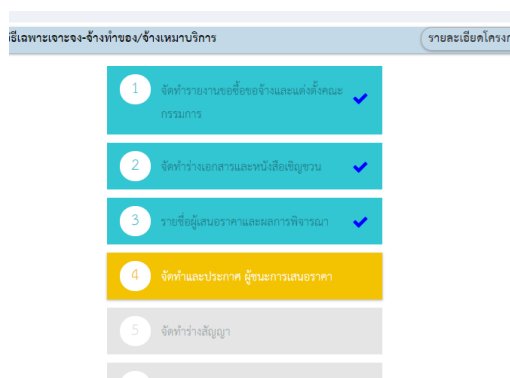 ธีเฉพาะเจาะจง-จ้างทำของ/จ้างเหมาบริการ
รายละเอียดโครงก
1
จัดทำรายงานขอซื้อขอจ้างและแต่งตั้งคณะ
กรรมการ
2
จัดทำร่างเอกสารและหนังสือเชิญชวน
3
รายชื่อผู้เสนอราคาและผลการพิจารณา
4
จัดทำและประกาศ ผู้ชนะการเสนอราคา
5
จัดทำร่างสัญญา